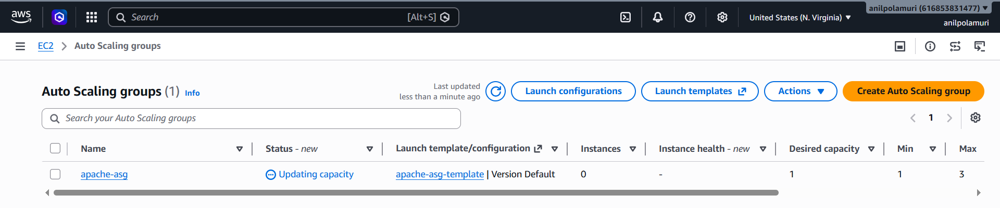 aws
Search [Alt+S]
United States (N. Virginia)
anilpolamuri (616853831477)
anilpolamuri
EC2 Auto Scaling groups
Auto Scaling groups (1) Info
Last updated
less than a minute ago
Launch configurations
Launch templates
Actions
Create Auto Scaling group
Search your Auto Scaling groups
1
Name Status - new Launch template/configuration Instances Instance health - new Desired capacity Min Max
apache-asg Updating capacity apache-asg-template | Version Default 0 - 1 1 3